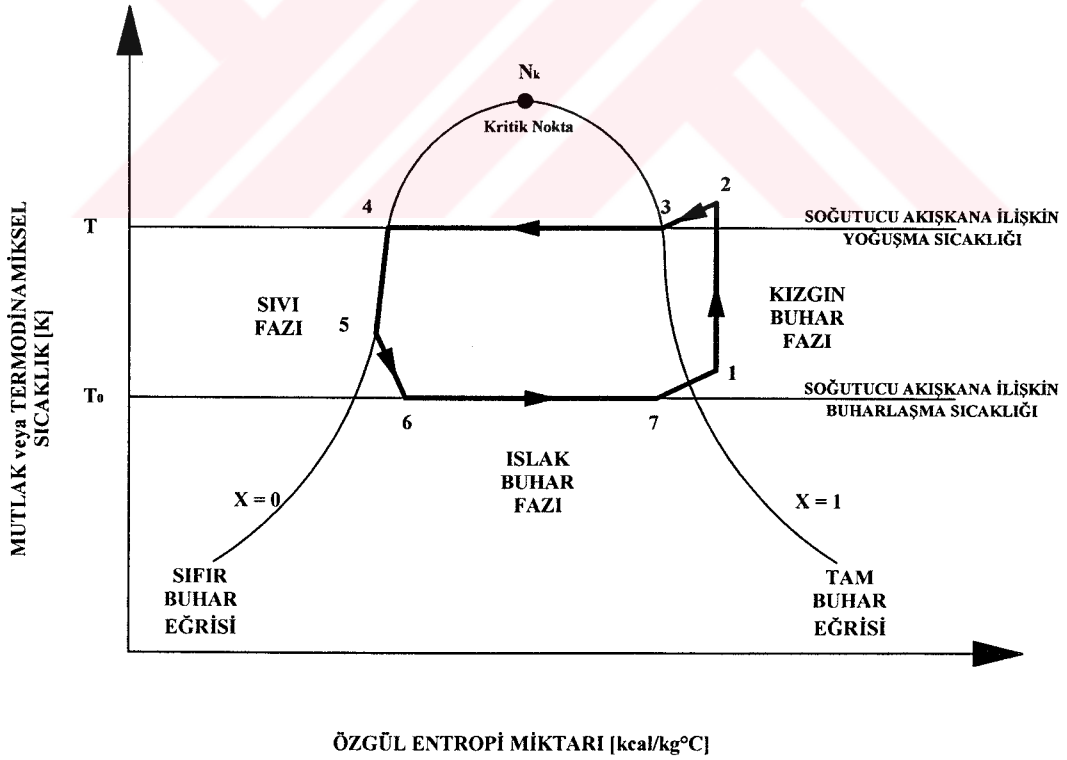 Nk
Kritik Nokta
2
4
3
T
SOĞUTUCU AKIŞKANA İLİŞKİN
YOĞUŞMA SICAKLIĞI
MUTLAK veya TERMODİNAMİKSEL
SICAKLIK [K]
SIVI
FAZI
5
KIZGIN
BUHAR
FAZI
1
T0
SOĞUTUCU AKIŞKANA İLİŞKİN
BUHARLAŞMA SICAKLIĞI
6
7
ISLAK
BUHAR
FAZI
X = 0
X = 1
SIFIR
BUHAR
EĞRİSİ
TAM
BUHAR
EĞRİSİ
ÖZGÜL ENTROPİ MİKTARI [kcal/kg°C]